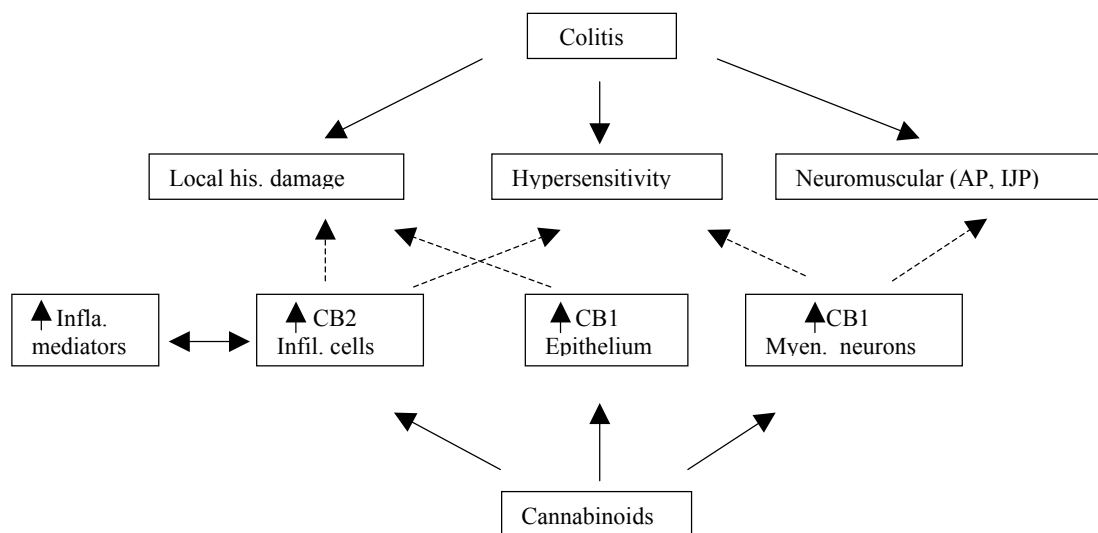 Colitis
Local his. damage
Hypersensitivity
Neuromuscular (AP, IJP)
Infla.
mediators
CB2
Infil. cells
CB1
Epithelium
CB1
Myen. neurons
Cannabinoids